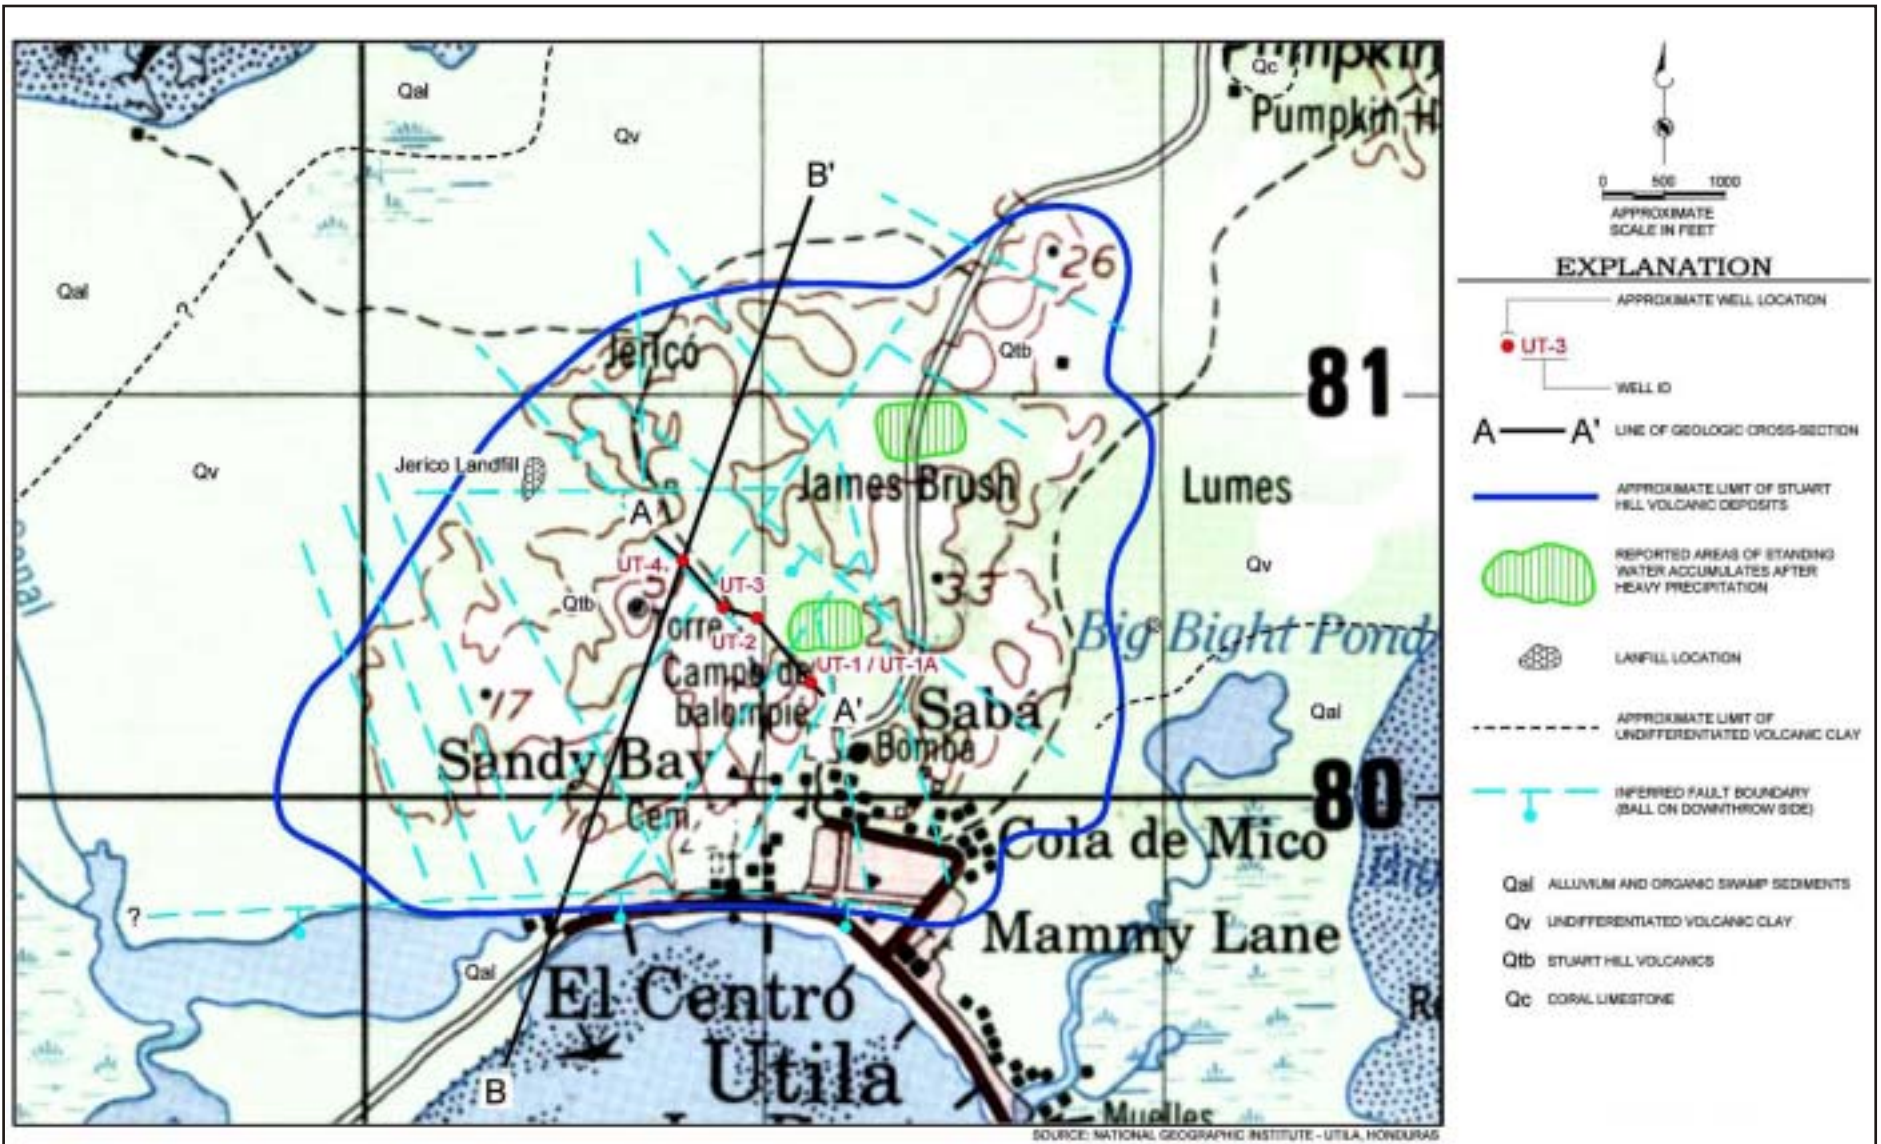 Pumpkin
Qc
Pumpkin H
Qal
Qv
B'
26
Qal
?
Jericó
Qtb
81
Jerico Landfill
Qv
James Brush
Lumes
A
UT-4
UT-3
Qtb
33
Qv
Torre
UT-2
Big Bight Pond
Campo de
UT-1 / UT-1A
balompié
A'
17
Sabá
Qal
Sandy Bay
Bomba
80
Cem
Cola de Mico
?
Mammy Lane
Qal
El Centró
Utila
B
Muelles
0 500 1000
APPROXIMATE
SCALE IN FEET
EXPLANATION
APPROXIMATE WELL LOCATION
UT-3
WELL ID
A A' LINE OF GEOLOGIC CROSS-SECTION
APPROXIMATE LIMIT OF STUART
HILL VOLCANIC DEPOSITS
REPORTED AREAS OF STANDING
WATER ACCUMULATES AFTER
HEAVY PRECIPITATION
LANFILL LOCATION
APPROXIMATE LIMIT OF
UNDIFFERENTIATED VOLCANIC CLAY
INFERRED FAULT BOUNDARY
(BALL ON DOWNTHROW SIDE)
Qal ALLUVIUM AND ORGANIC SWAMP SEDIMENTS
Qv UNDIFFERENTIATED VOLCANIC CLAY
Qtb STUART HILL VOLCANICS
Qc CORAL LIMESTONE
SOURCE: NATIONAL GEOGRAPHIC INSTITUTE - UTILA, HONDURAS